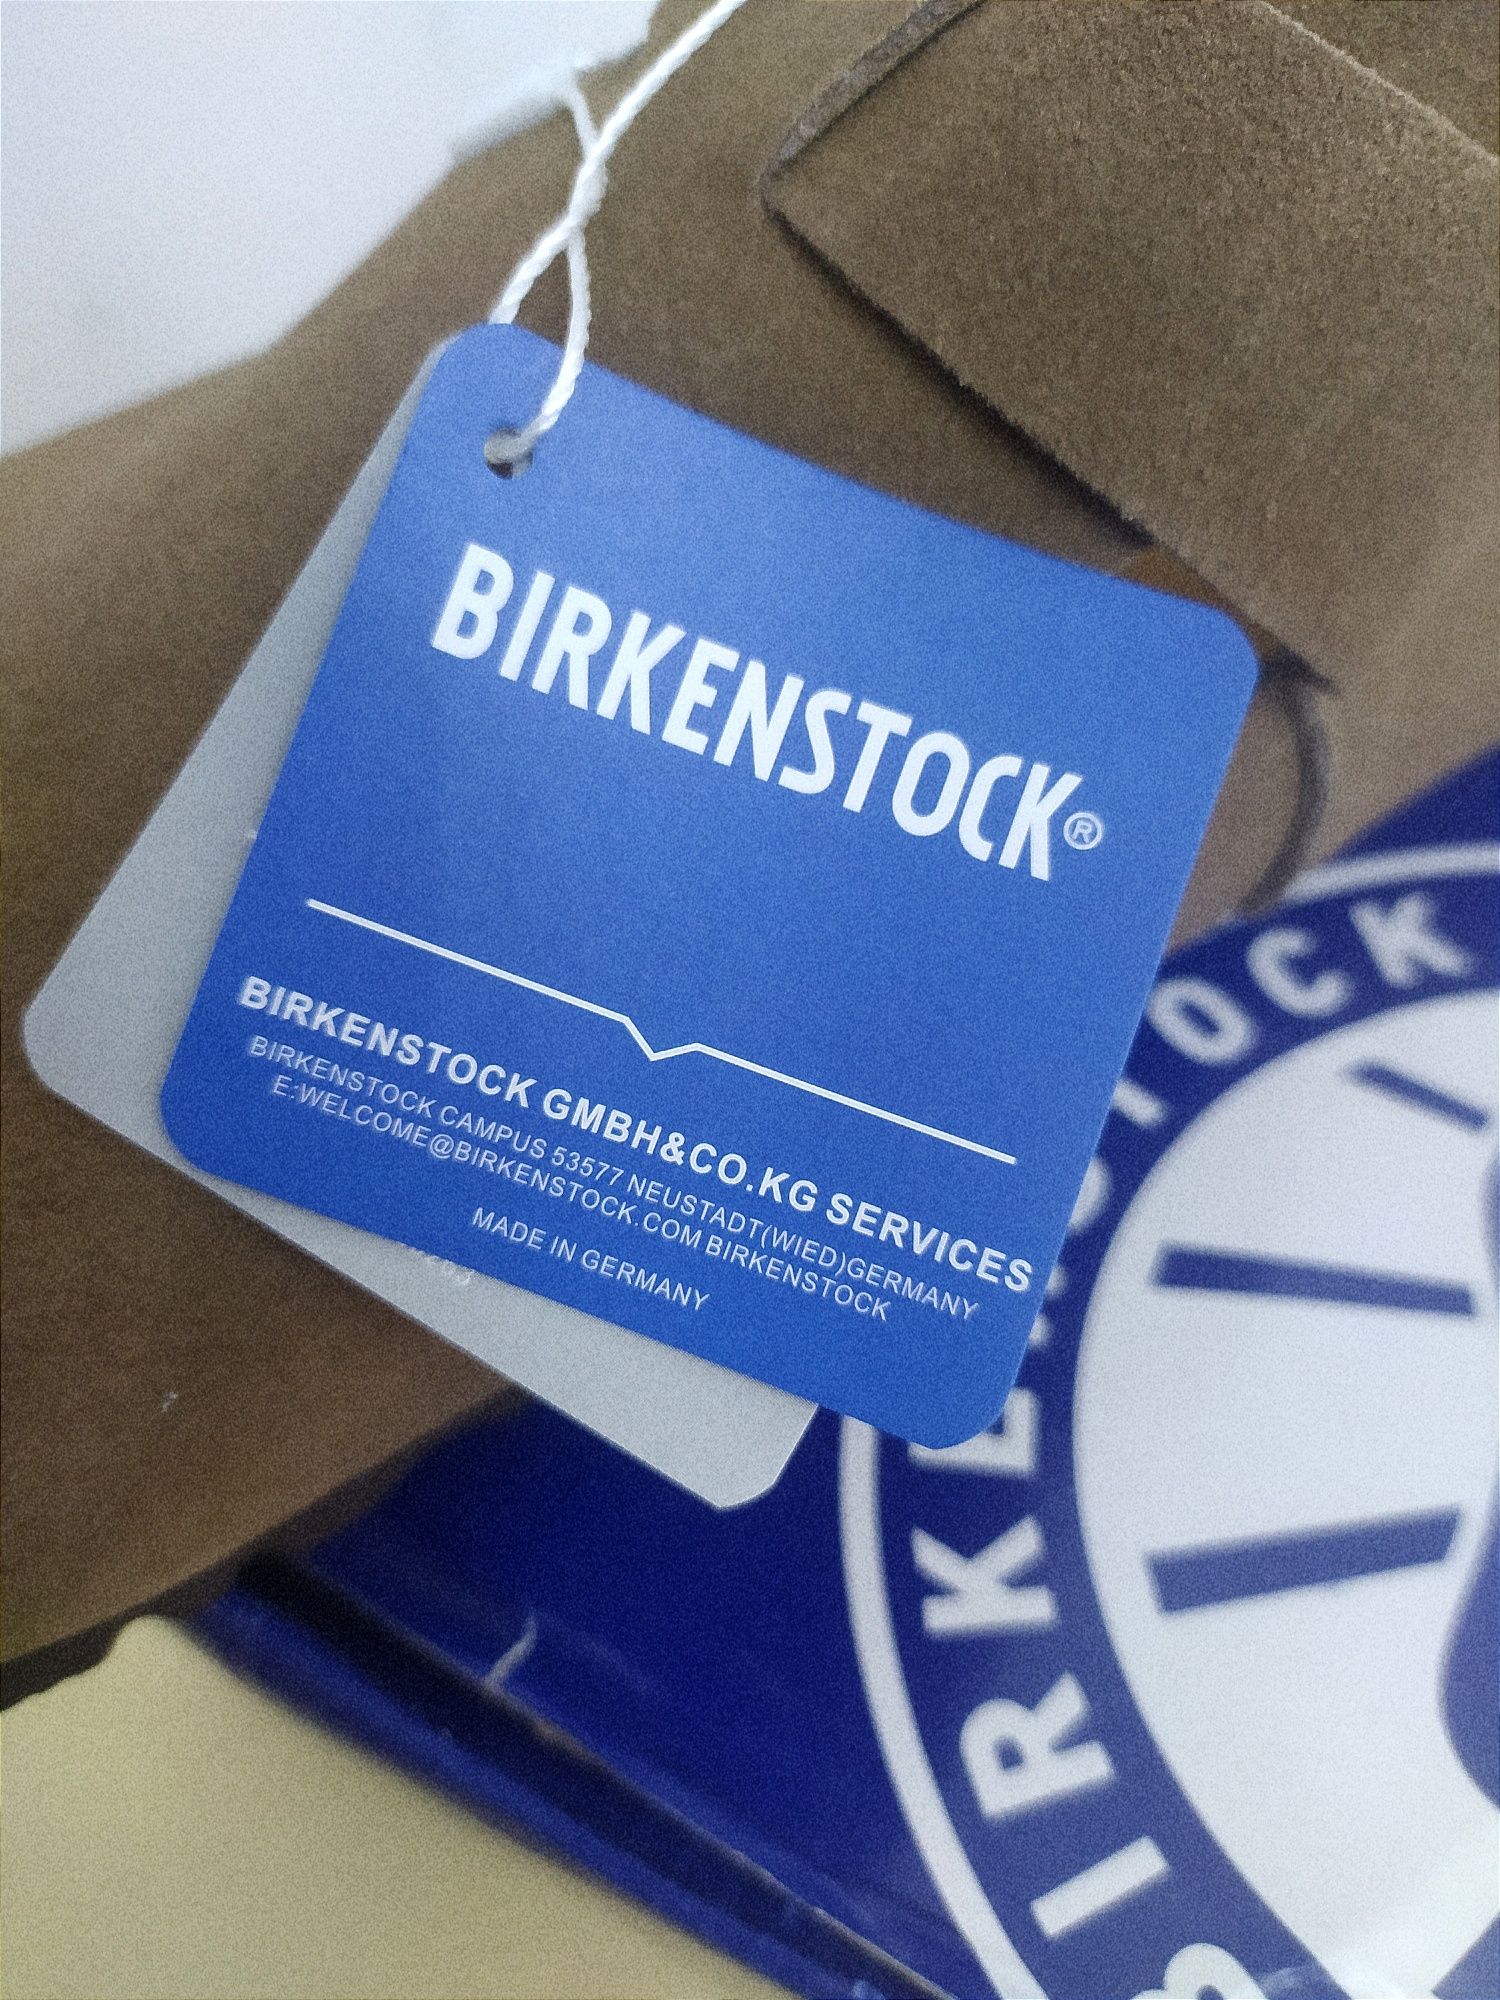 BIRKENSTOCK®
BIRKENSTOCK GMBH&CO.KG SERVICES
BIRKENSTOCK CAMPUS 53577 NEUSTADT(WIED)GERMANY
E:WELCOME@BIRKENSTOCK.COM BIRKENSTOCK
MADE IN GERMANY
BIRKENSTOCK